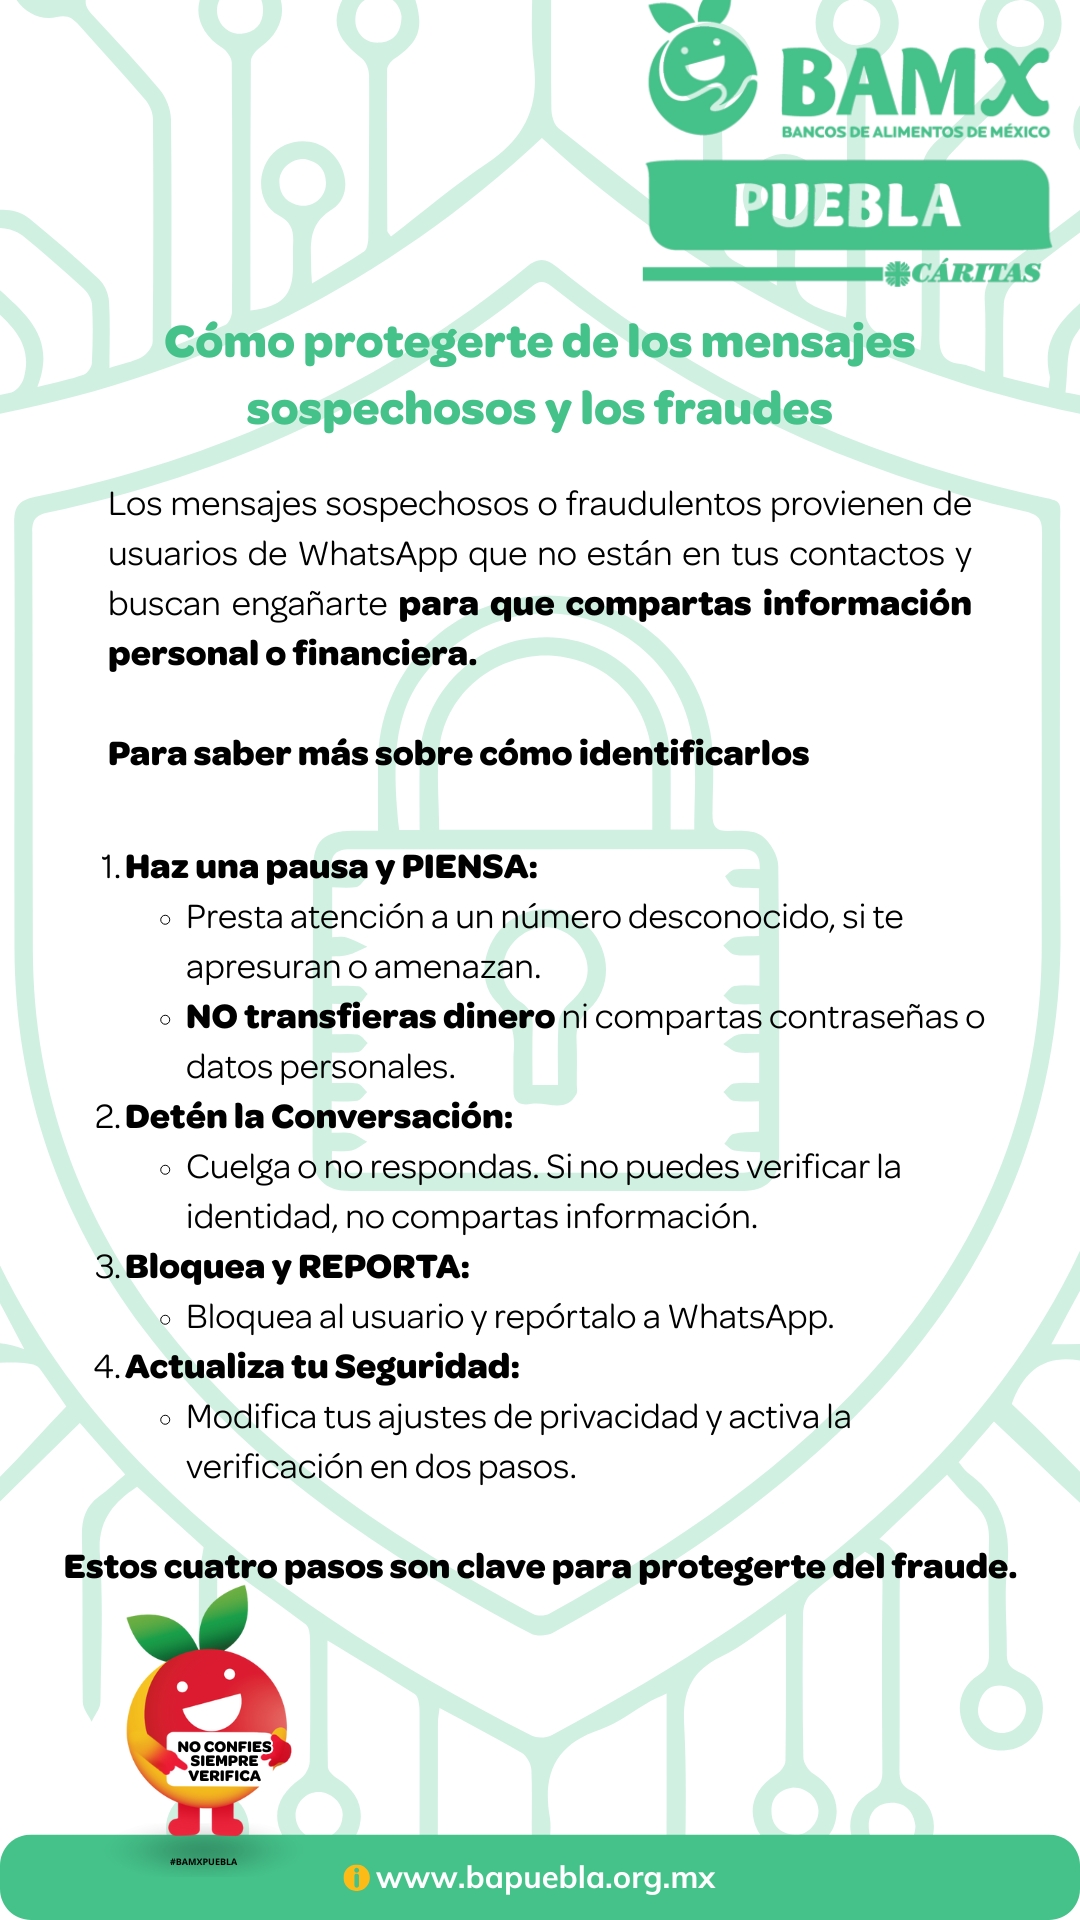 BAMX
BANCOS DE ALIMENTOS DE MÉXICO
PUEBLA
CÁRITAS
Cómo protegerte de los mensajes
sospechosos y los fraudes
Los mensajes sospechosos o fraudulentos provienen de
usuarios de WhatsApp que no están en tus contactos y
buscan engañarte para que compartas información
personal o financiera.
Para saber más sobre cómo identificarlos
1. Haz una pausa y PIENSA:
◦ Presta atención a un número desconocido, si te
apresuran o amenazan.
◦ NO transfieras dinero ni compartas contraseñas o
datos personales.
2. Detén la Conversación:
◦ Cuelga o no respondas. Si no puedes verificar la
identidad, no compartas información.
3. Bloquea y REPORTA:
◦ Bloquea al usuario y repórtalo a WhatsApp.
4. Actualiza tu Seguridad:
◦ Modifica tus ajustes de privacidad y activa la
verificación en dos pasos.
Estos cuatro pasos son clave para protegerte del fraude.
NO CONFIES
SIEMPRE
VERIFICA
#BAMXPUEBLA
i www.bapuebla.org.mx